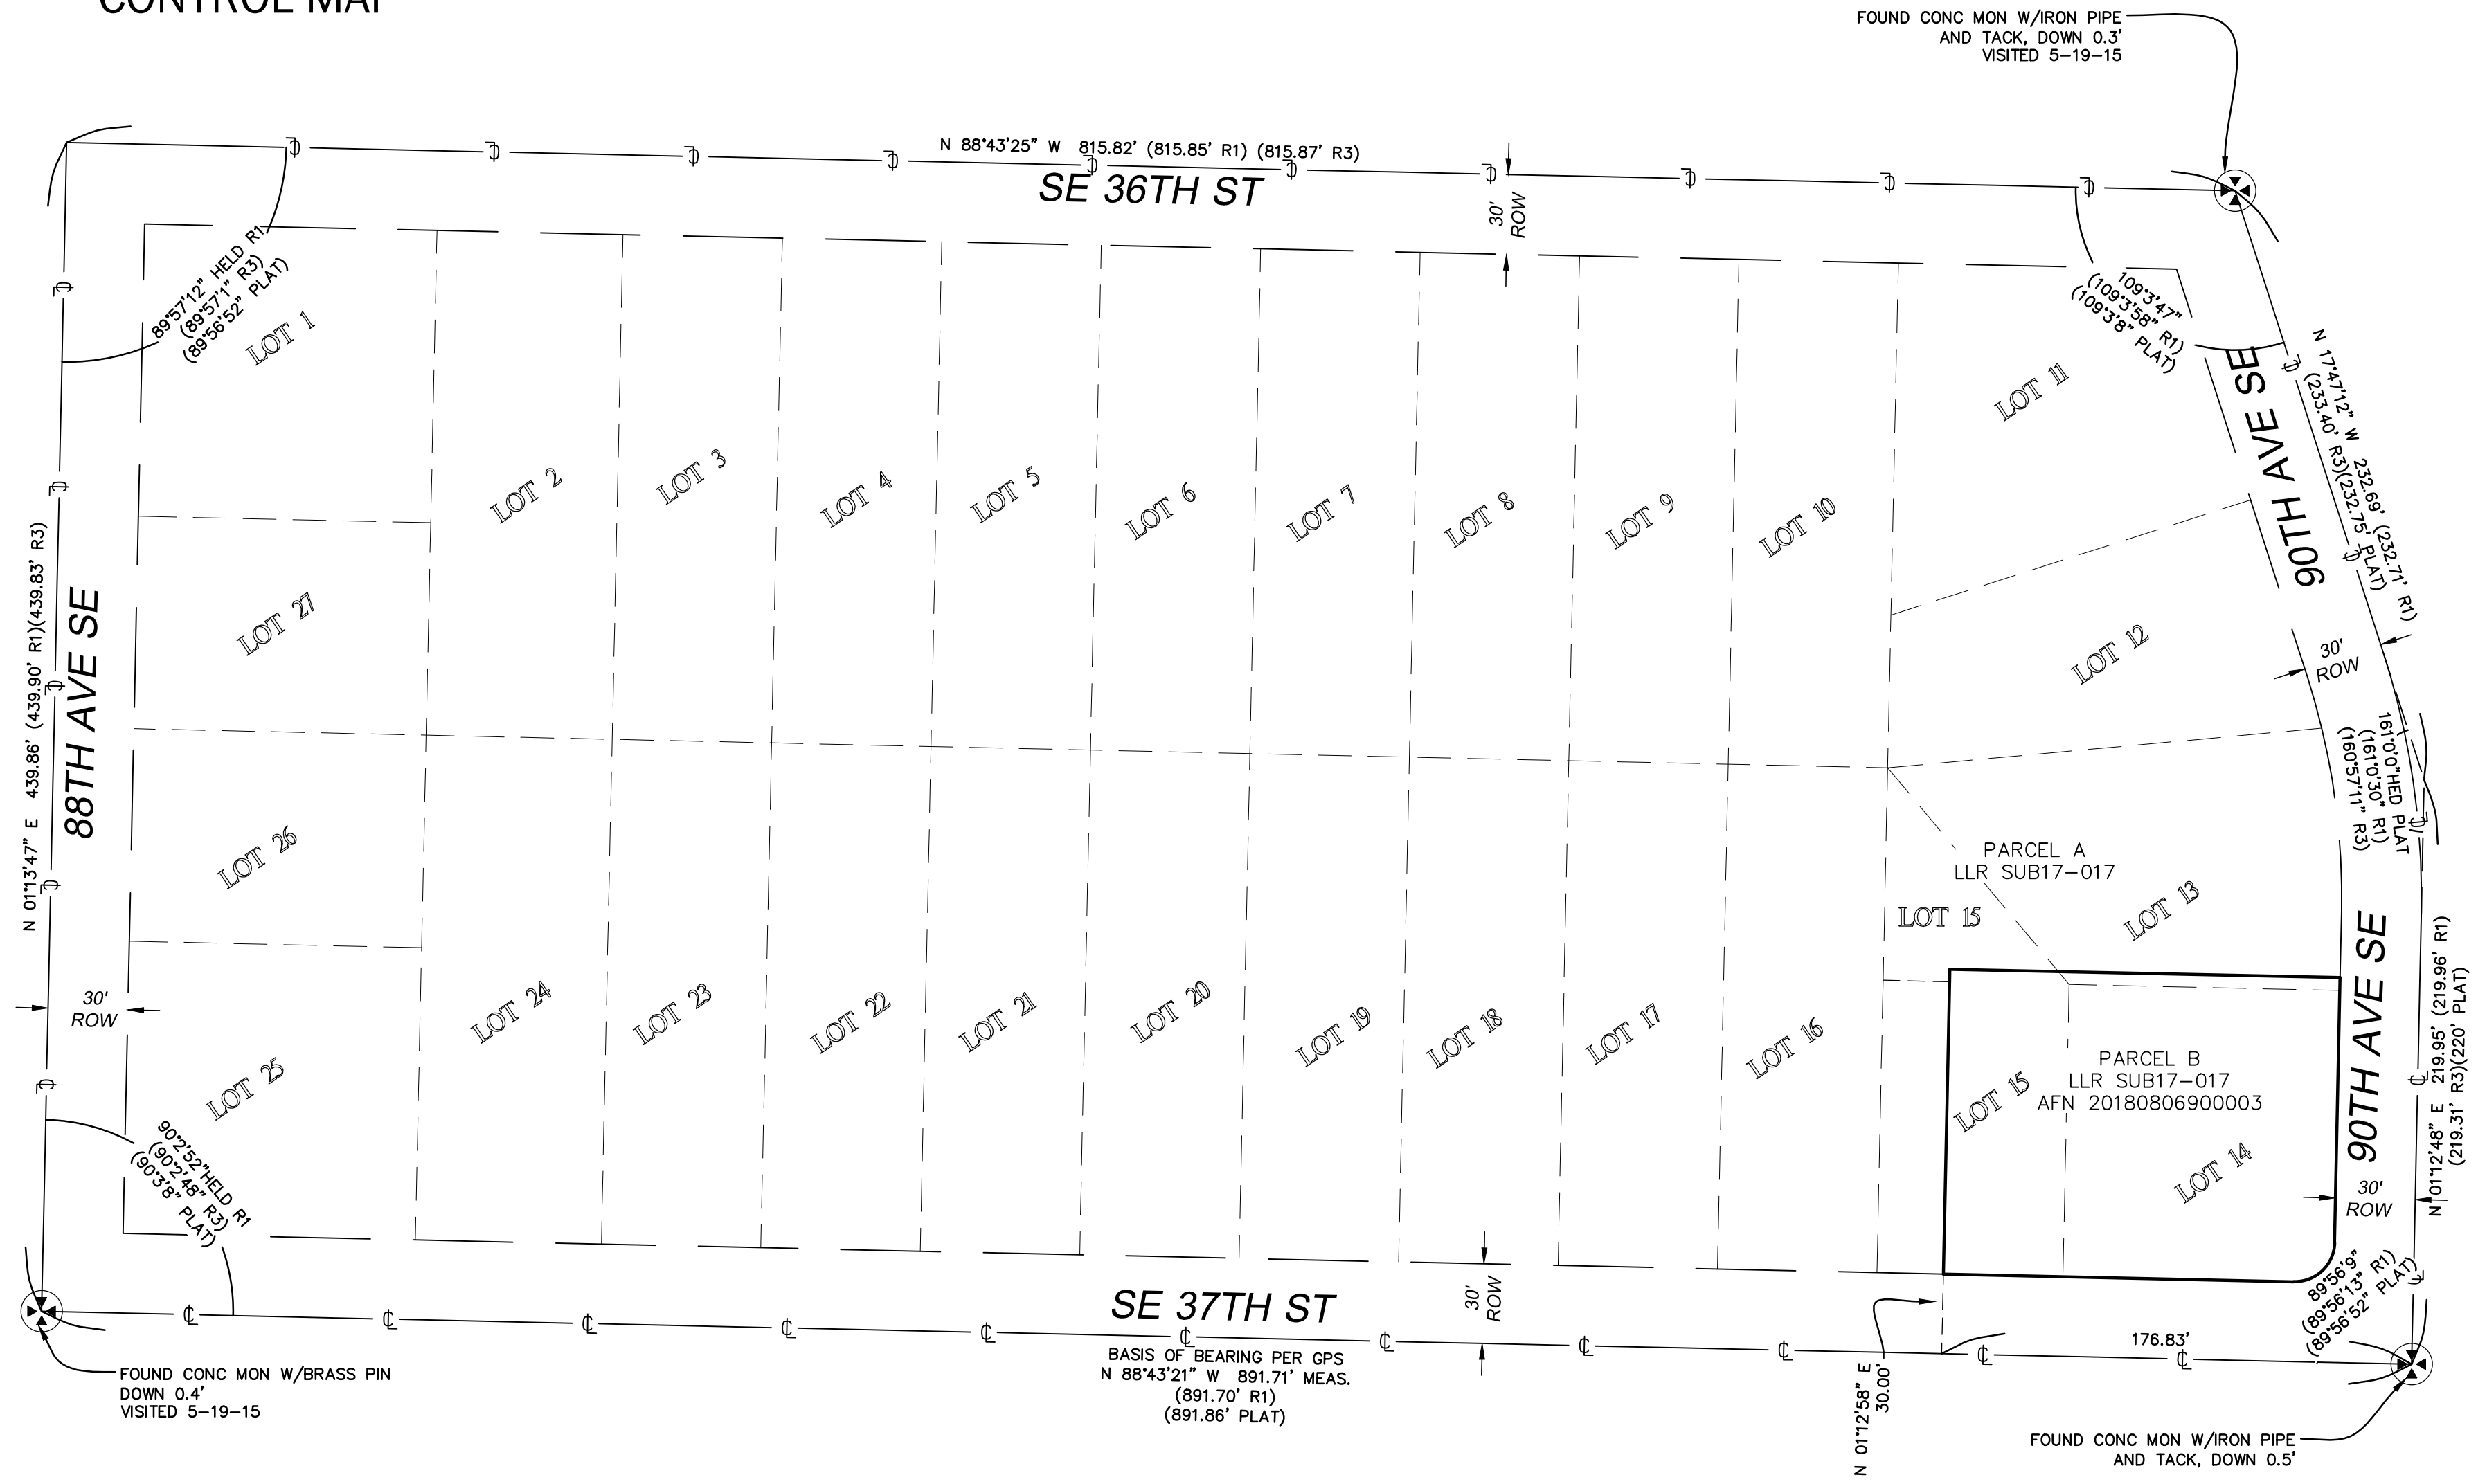 CONTROL MAP
FOUND CONC MON W/IRON PIPE
AND TACK, DOWN 0.3'
VISITED 5-19-15
N 88°43'25" W 815.82' (815.85' R1) (815.87' R3)
SE 36TH ST
30'
ROW
89°57'12" HELD R1
(89°57'1" R3)
(89°56'52" PLAT)
109°3'47"
(109°3'58" R1)
(109°3'8" PLAT)
LOT 1
LOT 2
LOT 3
LOT 4
LOT 5
LOT 6
LOT 7
LOT 8
LOT 9
LOT 10
LOT 11
90TH AVE SE
N 17°47'12" W 232.69' (232.71' R1)
(233.40' R3)(232.75' PLAT)
N 01°13'47" E 439.86' (439.90' R1)(439.83' R3)
88TH AVE SE
LOT 27
LOT 12
30'
ROW
161°0'0"HED PLAT
(161°0'30" R1)
(160°57'11" R3)
LOT 26
PARCEL A
LLR SUB17-017
LOT 15
LOT 13
30'
ROW
LOT 25
LOT 24
LOT 23
LOT 22
LOT 21
LOT 20
LOT 19
LOT 18
LOT 17
LOT 16
LOT 15
PARCEL B
LLR SUB17-017
AFN 20180806900003
LOT 14
90TH AVE SE
N 01°12'48" E 219.95' (219.96' R1)
(219.31' R3)(220' PLAT)
30'
ROW
90°2'52"HELD R1
(90°2'48" R3)
(90°3'8" PLAT)
89°56'9"
(89°56'13" R1)
(89°56'52" PLAT)
SE 37TH ST
30'
ROW
BASIS OF BEARING PER GPS
N 88°43'21" W 891.71' MEAS.
(891.70' R1)
(891.86' PLAT)
176.83'
N 01°12'58" E
30.00'
FOUND CONC MON W/BRASS PIN
DOWN 0.4'
VISITED 5-19-15
FOUND CONC MON W/IRON PIPE
AND TACK, DOWN 0.5'